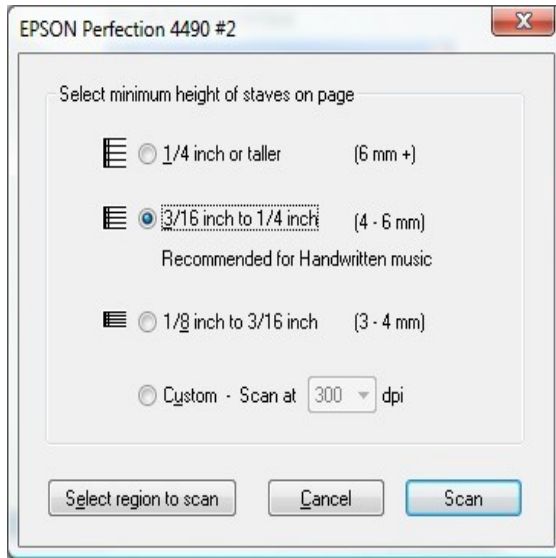 EPSON Perfection 4490 #2
Select minimum height of staves on page
1/4 inch or taller (6 mm +)
3/16 inch to 1/4 inch (4 - 6 mm)
Recommended for Handwritten music
1/8 inch to 3/16 inch (3 - 4 mm)
Custom - Scan at 300 dpi
Select region to scan Cancel Scan